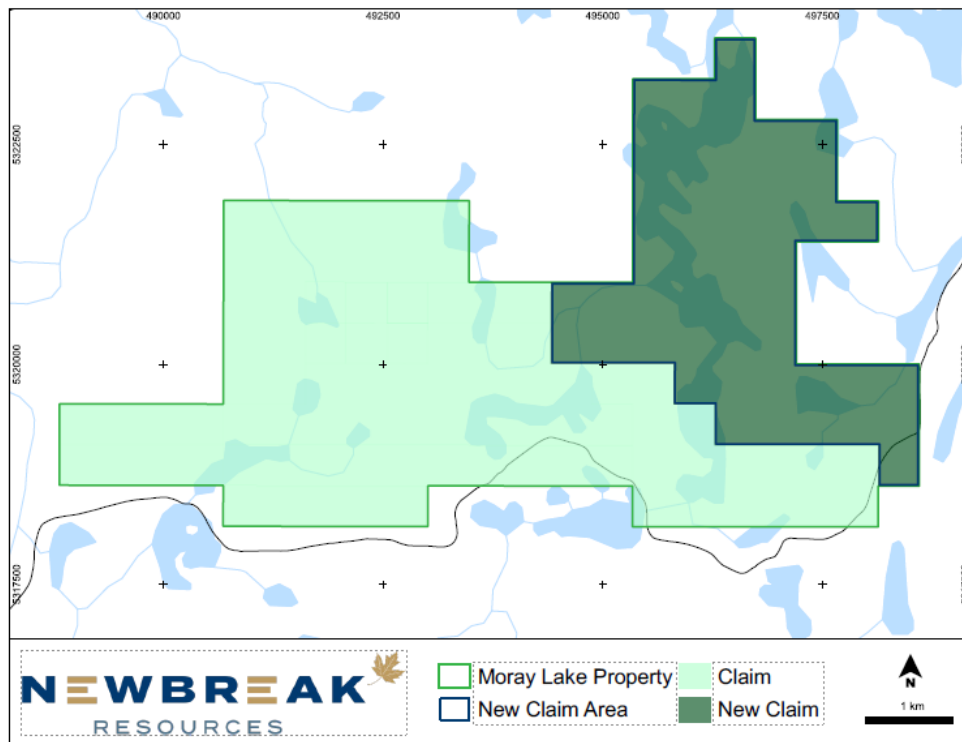 490000 492500 495000 497500
5322500
5320000
5317500
NEWBREAK
RESOURCES
Moray Lake Property
New Claim Area
Claim
New Claim
N
1 km